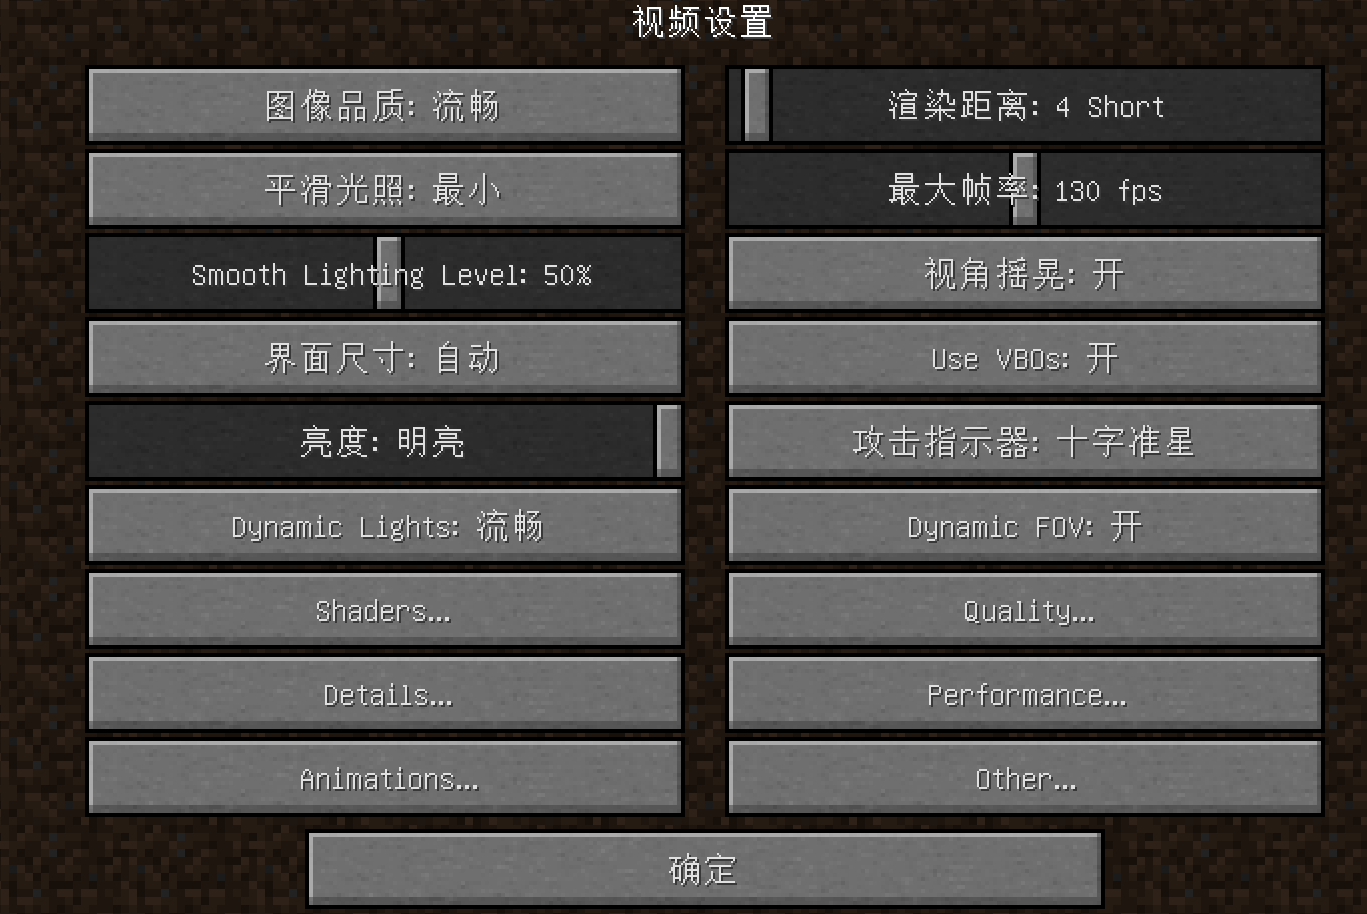 视频设置
图像品质: 流畅
渲染距离: 4 Short
平滑光照: 最小
最大帧率: 130 fps
Smooth Lighting Level: 50%
视角摇晃: 开
界面尺寸: 自动
Use VBOs: 开
亮度: 明亮
攻击指示器: 十字准星
Dynamic Lights: 流畅
Dynamic FOV: 开
Shaders...
Quality...
Details...
Performance...
Animations...
Other...
确定